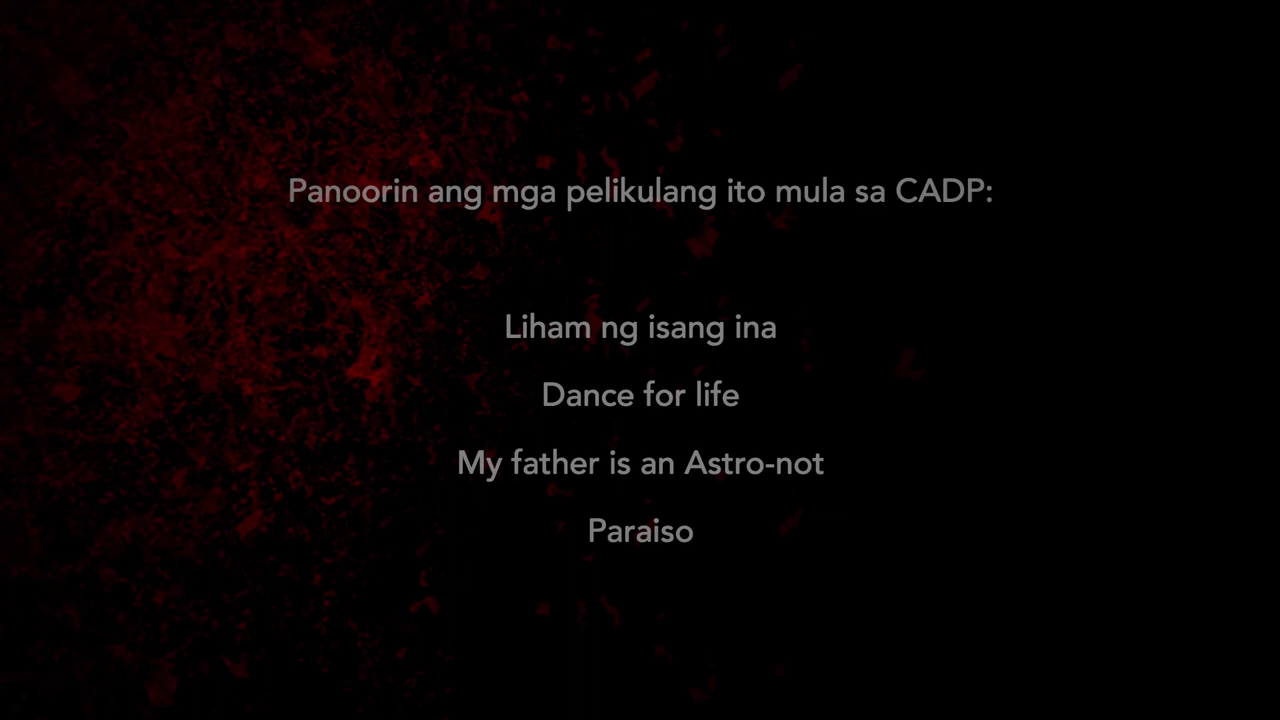 Panoorin ang mga pelikulang ito mula sa CADP:
Liham ng isang ina
Dance for life
My father is an Astro-not
Paraiso